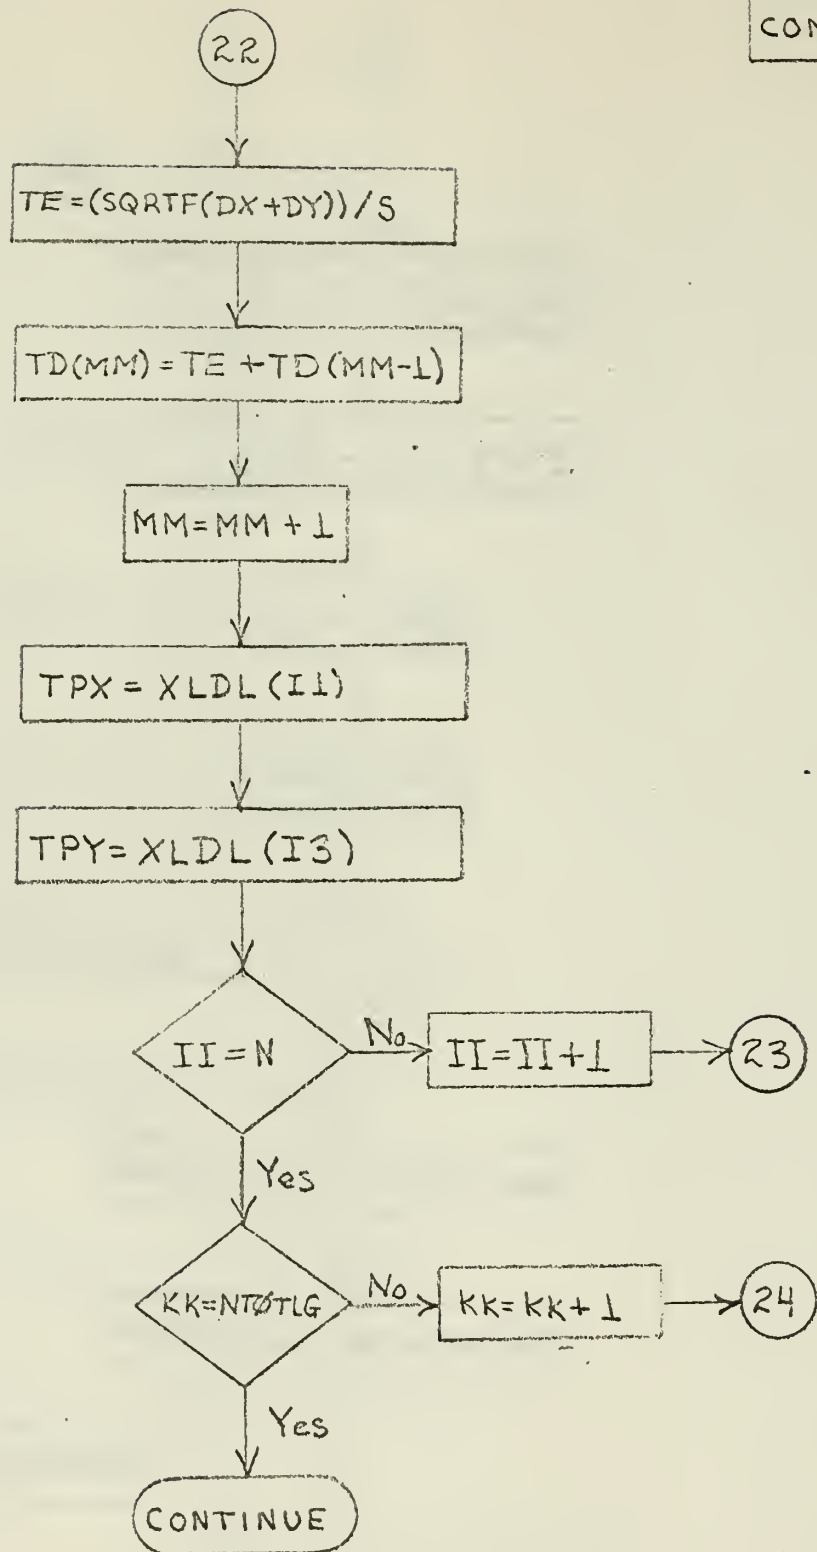 22
CON
TE=(SQRTF(DX+DY))/S
TD(MM)=TE+TD(MM-1)
MM=MM+1
TPX=XLDL(I1)
TPY=XLDL(I3)
II=N
No
II=II+1
23
Yes
KK=NTØTLG
No
KK=KK+1
24
Yes
CONTINUE